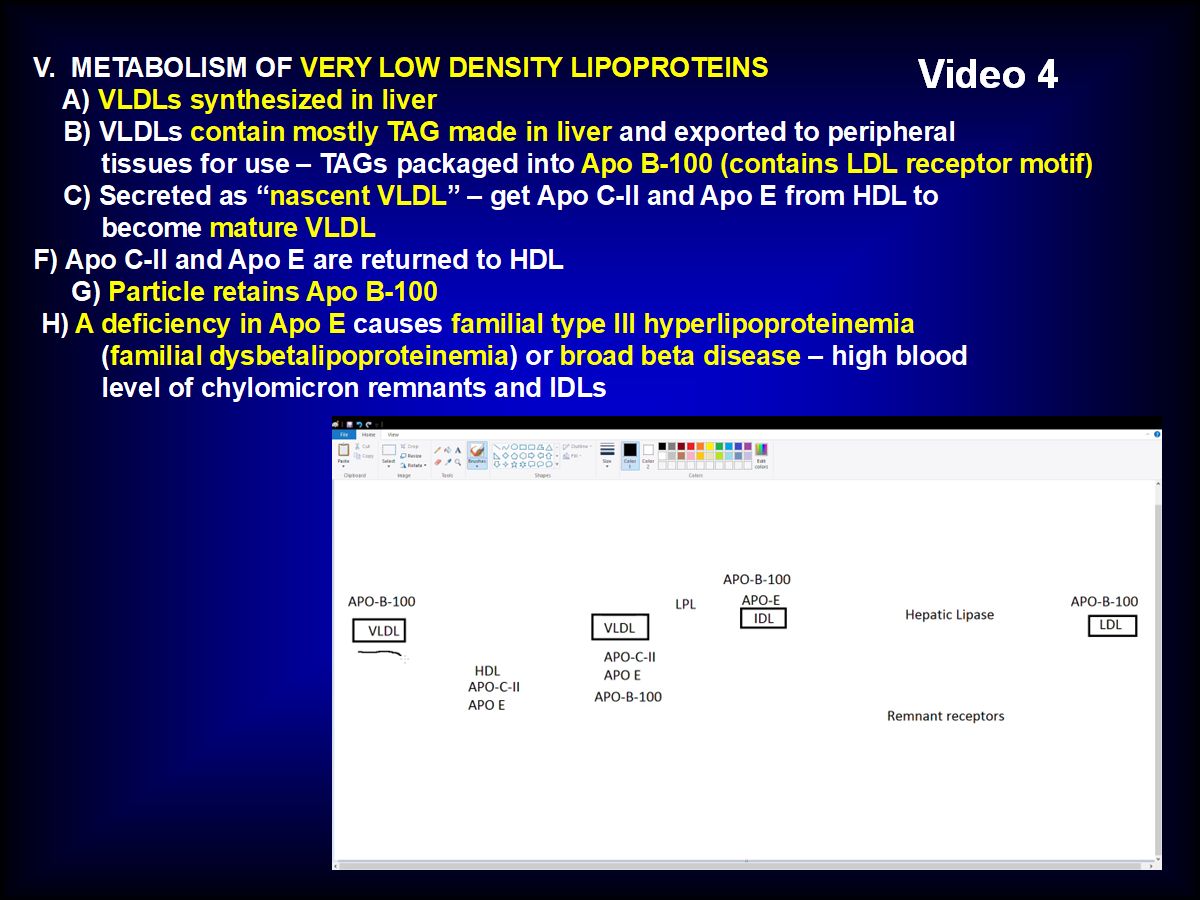 V. METABOLISM OF VERY LOW DENSITY LIPOPROTEINS
Video 4
A) VLDLs synthesized in liver
B) VLDLs contain mostly TAG made in liver and exported to peripheral
tissues for use – TAGs packaged into Apo B-100 (contains LDL receptor motif)
C) Secreted as “nascent VLDL” – get Apo C-II and Apo E from HDL to
become mature VLDL
F) Apo C-II and Apo E are returned to HDL
G) Particle retains Apo B-100
H) A deficiency in Apo E causes familial type III hyperlipoproteinemia
(familial dysbetalipoproteinemia) or broad beta disease – high blood
level of chylomicron remnants and IDLs
File Home View
Cut
Copy
Paste
Clipboard
Crop
Resize
Rotate
Select
Image
Tools
Brushes
Outline
Fill
Shapes
Size
Color 1
Color 2
Edit colors
Colors
APO-B-100
VLDL
HDL
APO-C-II
APO E
VLDL
APO-C-II
APO E
APO-B-100
LPL
APO-B-100
APO-E
IDL
Hepatic Lipase
Remnant receptors
APO-B-100
LDL